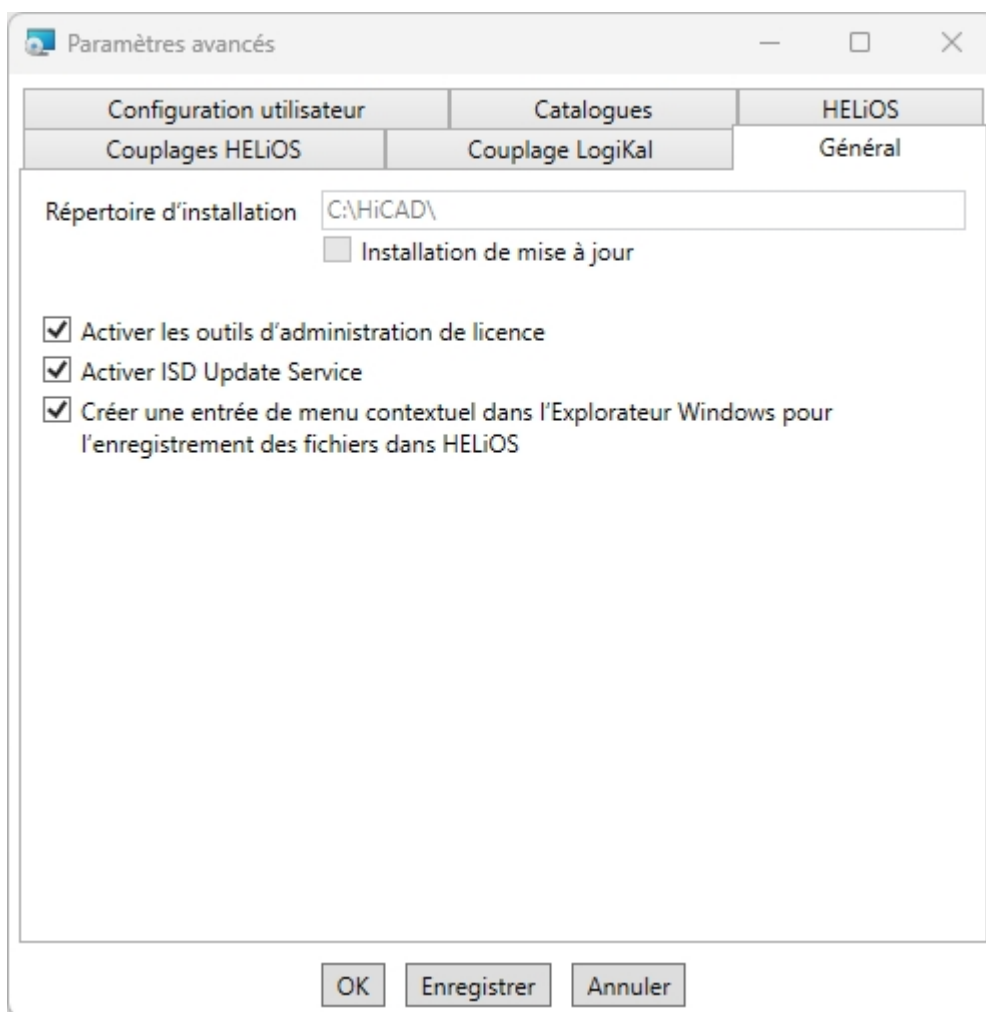 Paramètres avancés
Configuration utilisateur
Catalogues
HELiOS
Couplages HELiOS
Couplage LogiKal
Général
Répertoire d’installation
C:\HiCAD\
Installation de mise à jour
Activer les outils d’administration de licence
Activer ISD Update Service
Créer une entrée de menu contextuel dans l’Explorateur Windows pour
l’enregistrement des fichiers dans HELiOS
OK
Enregistrer
Annuler